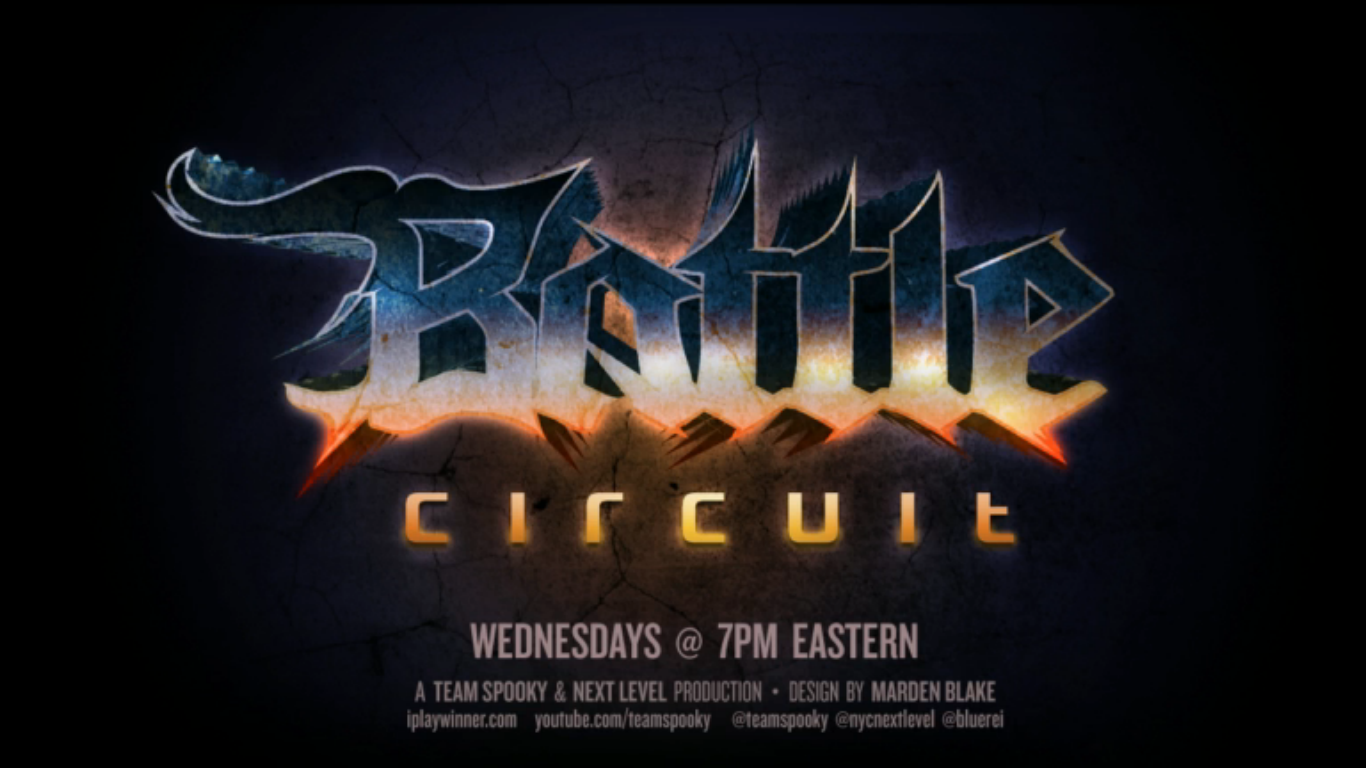 Battle
circuit
WEDNESDAYS @ 7PM EASTERN
A TEAM SPOOKY & NEXT LEVEL PRODUCTION • DESIGN BY MARDEN BLAKE
iplaywinner.com youtube.com/teamspooky @teamspooky @nycnextlevel @bluerei